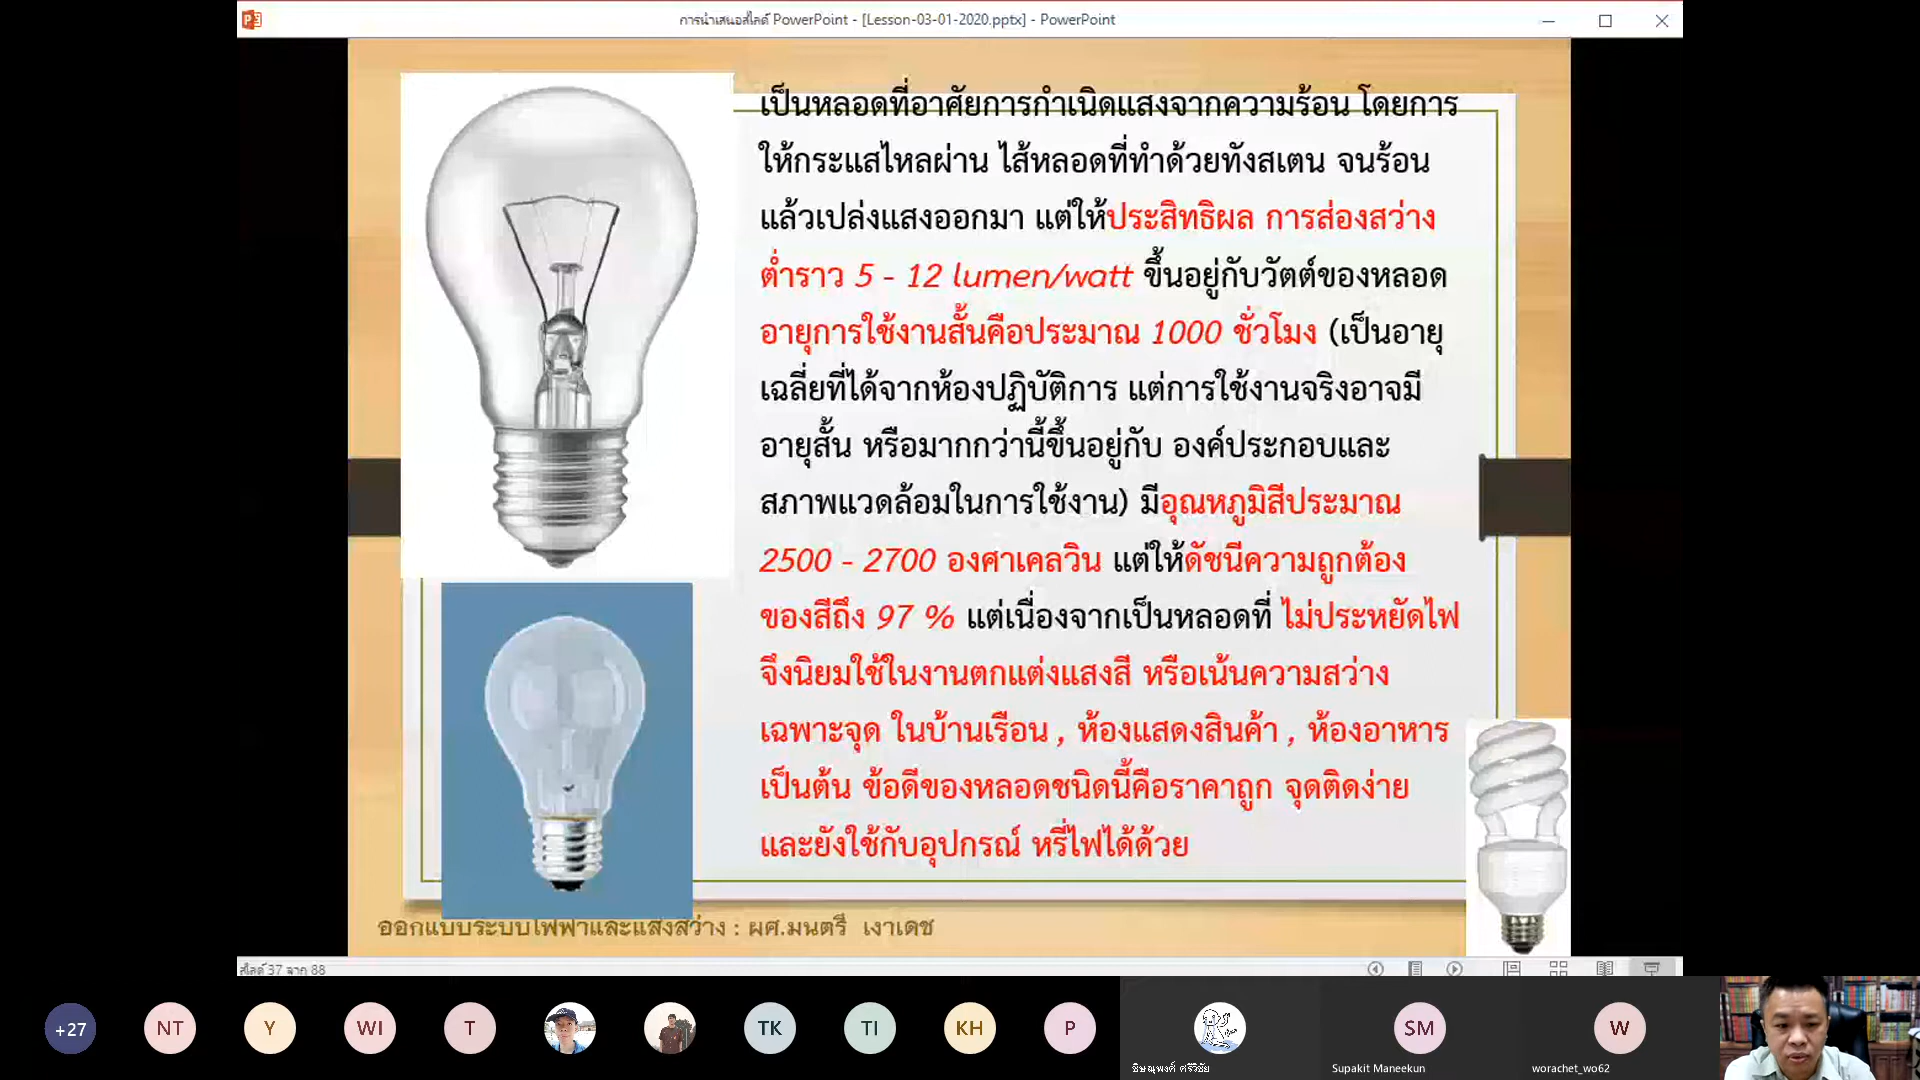 การนำเสนอสไลด์ PowerPoint - [Lesson-03-01-2020.pptx] - PowerPoint
เป็นหลอดที่อาศัยการกำเนิดแสงจากความร้อน โดยการ
ให้กระแสไหลผ่าน ไส้หลอดที่ทำด้วยทังสเตน จนร้อน
แล้วเปล่งแสงออกมา แต่ให้ประสิทธิผล การส่องสว่าง
ต่ำราว 5 - 12 lumen/watt ขึ้นอยู่กับวัตต์ของหลอด
อายุการใช้งานสั้นคือประมาณ 1000 ชั่วโมง (เป็นอายุ
เฉลี่ยที่ได้จากห้องปฏิบัติการ แต่การใช้งานจริงอาจมี
อายุสั้น หรือมากกว่านี้ขึ้นอยู่กับ องค์ประกอบและ
สภาพแวดล้อมในการใช้งาน) มีอุณหภูมิสีประมาณ
2500 - 2700 องศาเคลวิน แต่ให้ดัชนีความถูกต้อง
ของสีถึง 97 % แต่เนื่องจากเป็นหลอดที่ ไม่ประหยัดไฟ
จึงนิยมใช้ในงานตกแต่งแสงสี หรือเน้นความสว่าง
เฉพาะจุด ในบ้านเรือน , ห้องแสดงสินค้า , ห้องอาหาร
เป็นต้น ข้อดีของหลอดชนิดนี้คือราคาถูก จุดติดง่าย
และยังใช้กับอุปกรณ์ หรี่ไฟได้ด้วย
ออกแบบระบบไฟฟ้าและแสงสว่าง : ผศ.มนตรี เงาเดช
สไลด์ 37 จาก 88
+27
NT
Y
WI
T
TK
TI
KH
P
SM
W
Supakit Maneekun
worachet_wo62